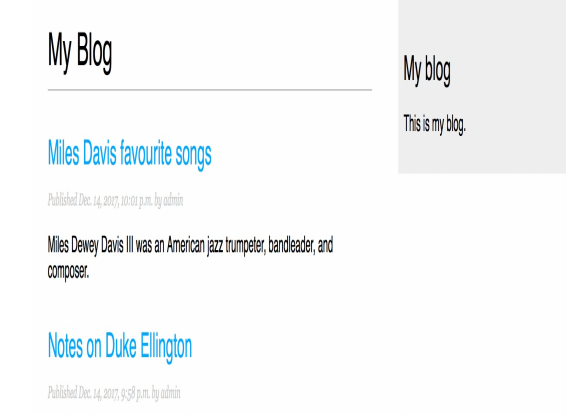 My Blog
Miles Davis favourite songs
Published Dec. 14, 2017, 10:01 p.m. by admin
Miles Dewey Davis III was an American jazz trumpeter, bandleader, and
composer.
Notes on Duke Ellington
Published Dec. 14, 2017, 9:58 p.m. by admin
My blog
This is my blog.